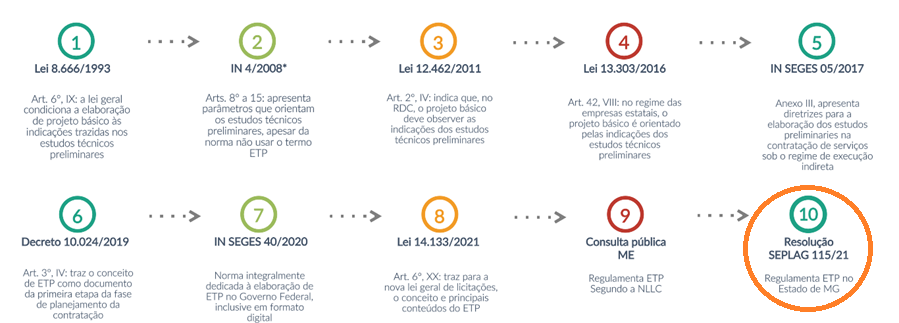 1
Lei 8.666/1993
Art. 6º, IX: a lei geral
condiciona a elaboração
de projeto básico às
indicações trazidas nos
estudos técnicos
preliminares
2
IN 4/2008*
Arts, 8º a 15: apresenta
parâmetros que orientam
os estudos técnicos
preliminares, apesar da
norma não usar o termo
ETP
3
Lei 12.462/2011
Art. 2º, IV: indica que, no
RDC, o projeto básico
deve observar as
indicações dos estudos
técnicos preliminares
4
Lei 13.303/2016
Art. 42, VIII: no regime das
empresas estatais, o
projeto básico é orientado
pelas indicações dos
estudos técnicos
preliminares
5
IN SEGES 05/2017
Anexo III, apresenta
diretrizes para a
elaboração dos estudos
preliminaries na
contratação de serviços
sob o regime de execução
indireta
6
Decreto 10.024/2019
Art. 3º, IV: traz o conceito
de ETP como documento
da primeira etapa da fase
de planejamento da
contratação
7
IN SEGES 40/2020
Norma integralmente
dedicada à elaboração de
ETP no Governo Federal,
inclusive em formato
digital
8
Lei 14.133/2021
Art. 6º, XX: traz para a
nova lei geral de licitações,
o conceito e principais
conteúdos do ETP
9
Consulta pública
ME
Regulamenta ETP
Segundo a NLLC
10
Resolução
SEPLAG 115/21
Regulamenta ETP no
Estado de MG